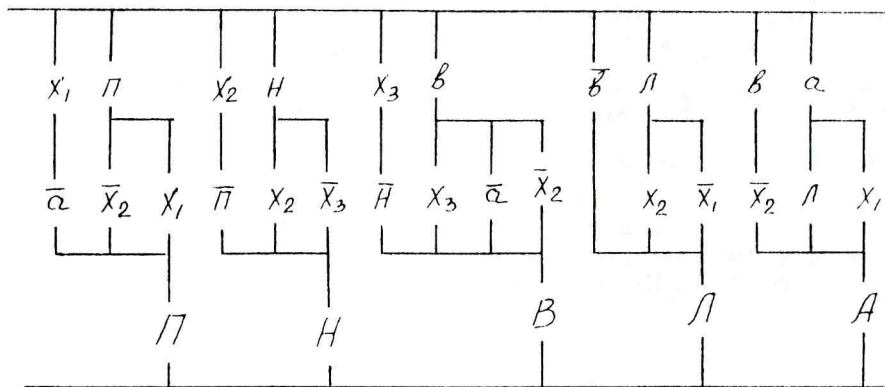 X₁ П X₂ Н X₃ в в̅ Л в а
а̅ X̅₂ X₁ П̅ X₂ X̅₃ Н̅ X₃ а̅ X̅₂ X₂ X̅₁ X̅₂ Л X₁
П Н В Л А